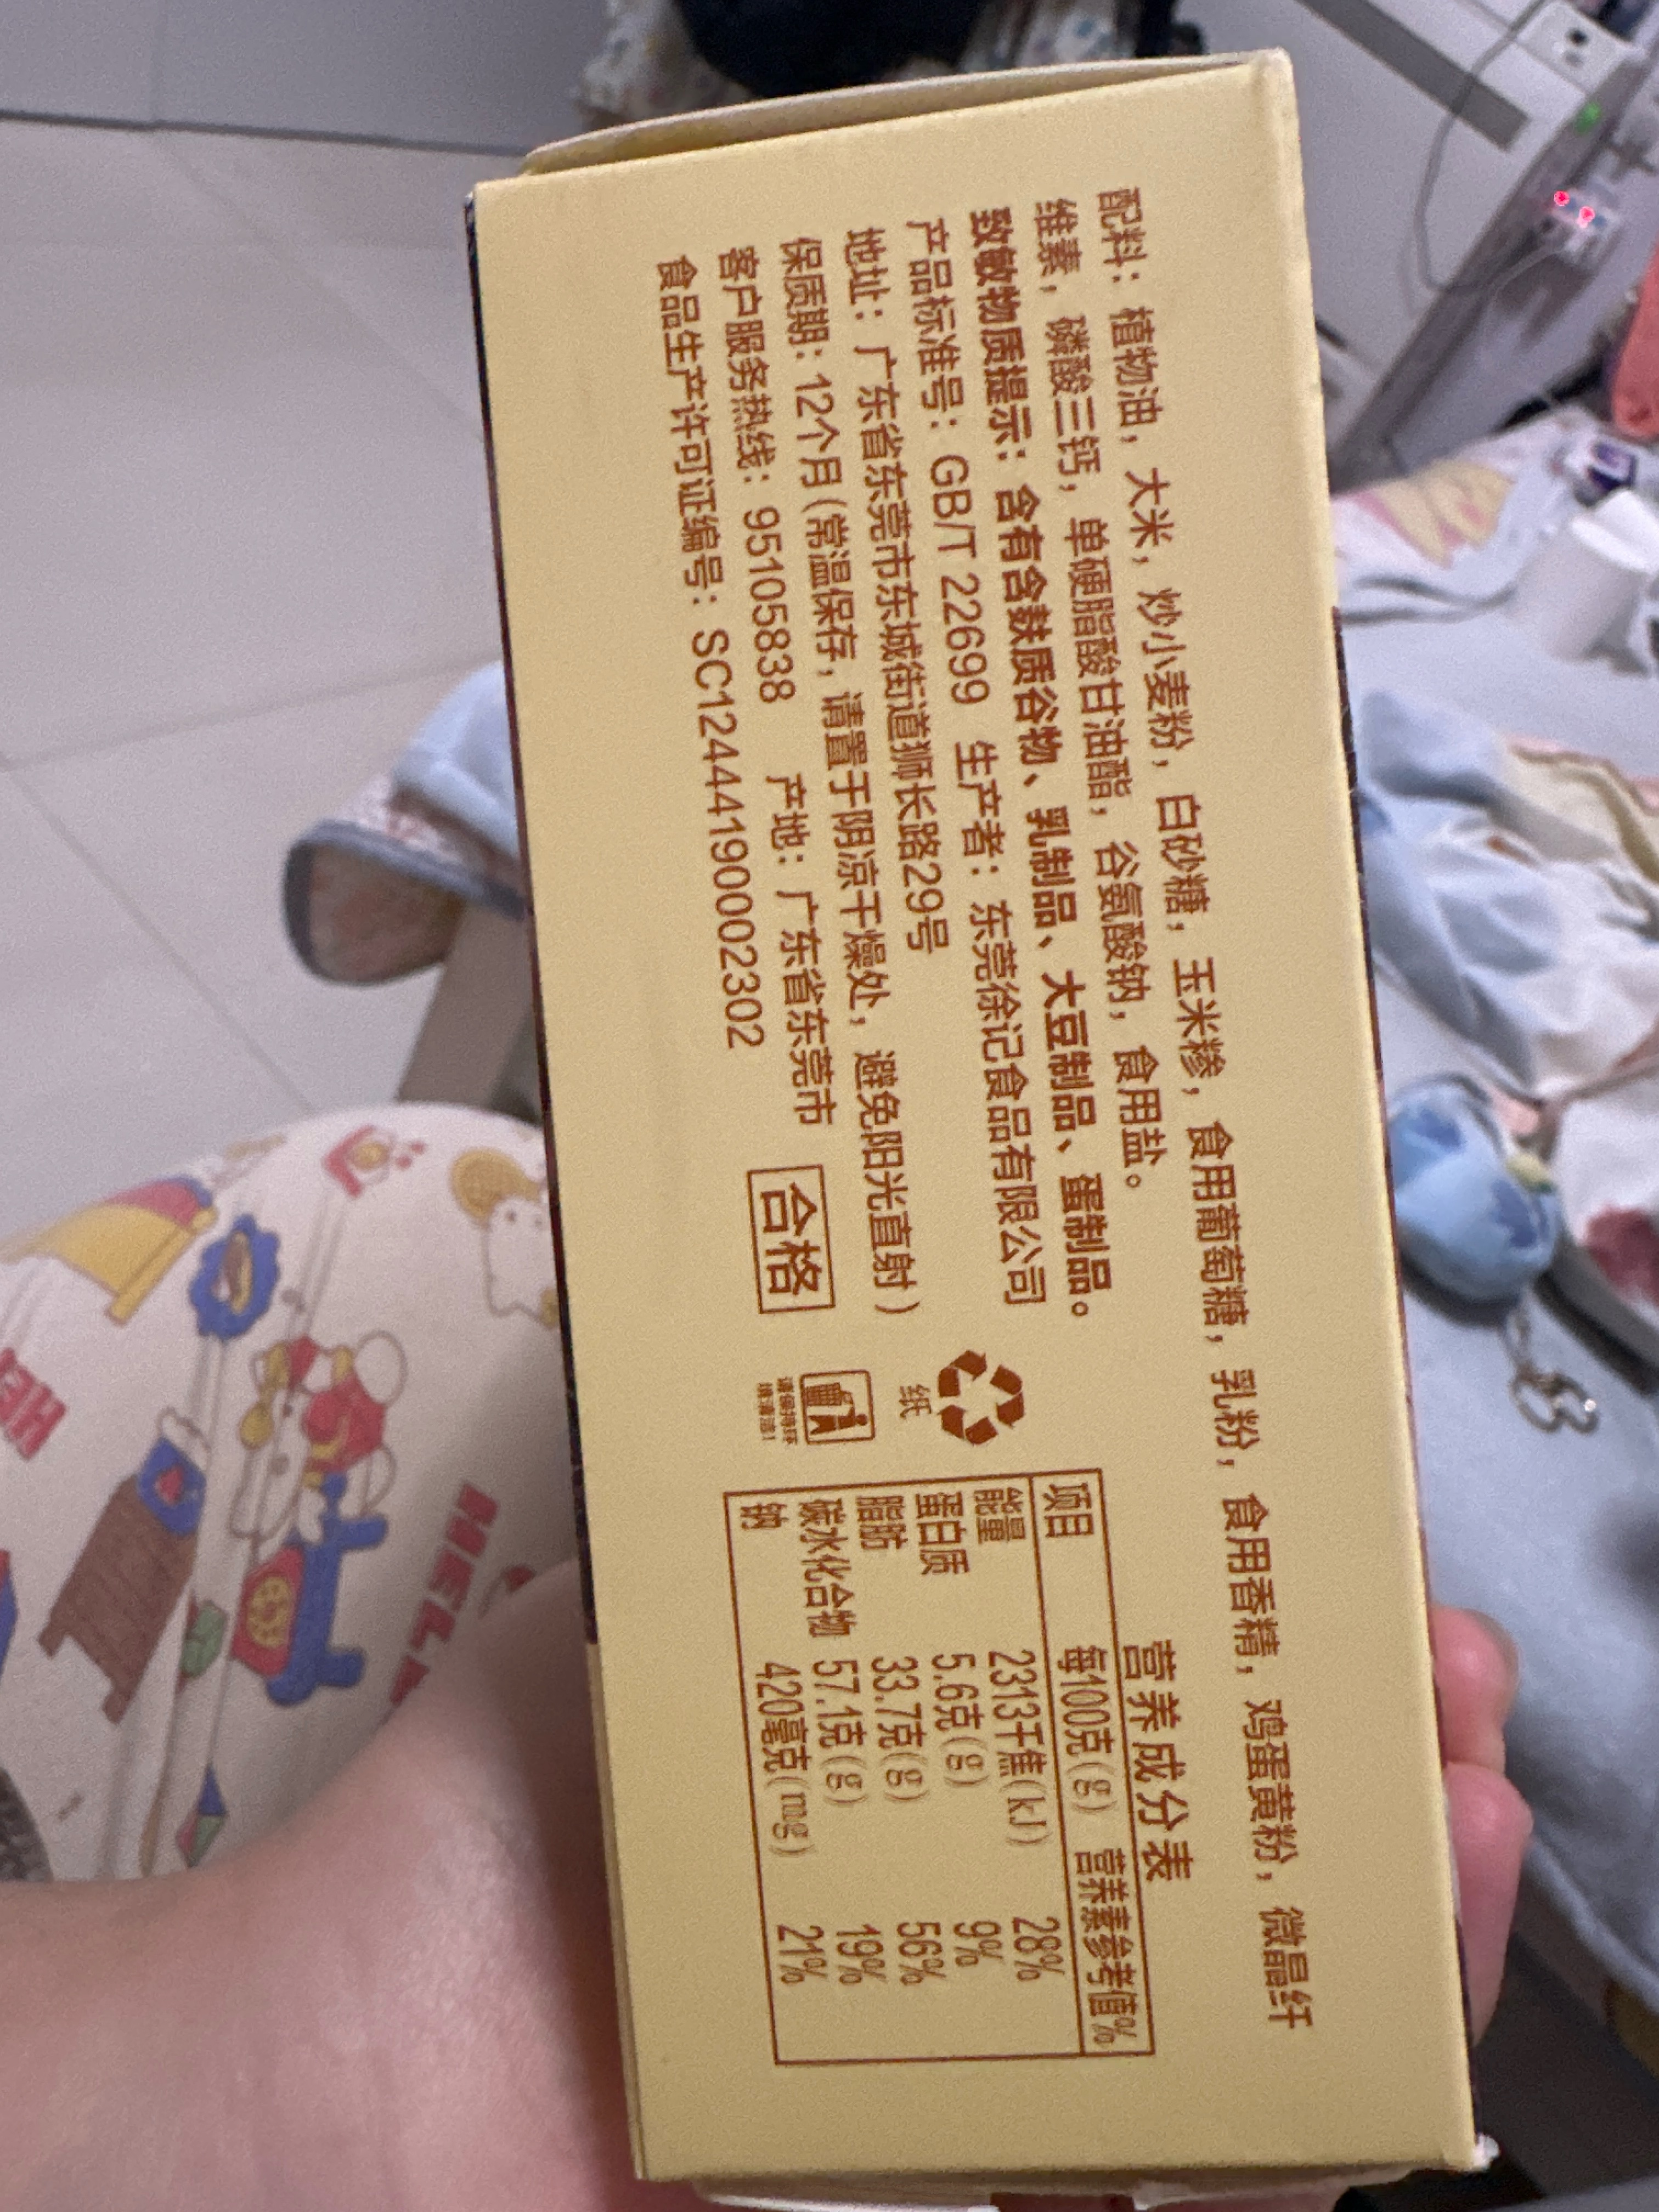 配料：植物油，大米，炒小麦粉，白砂糖，玉米糁，食用葡萄糖，乳粉，食用香精，鸡蛋黄粉，微晶纤
维素，磷酸三钙，单硬脂酸甘油酯，谷氨酸钠，食用盐。
致敏物质提示：含有含麸质谷物、乳制品、大豆制品、蛋制品。
产品标准号：GB/T 22699 生产者：东莞徐记食品有限公司
地址：广东省东莞市东城街道狮长路29号
保质期：12个月(常温保存，请置于阴凉干燥处，避免阳光直射)
客户服务热线：95105838 产地：广东省东莞市
食品生产许可证编号：SC12444190002302
合格
纸
请保持环
境清洁!
营养成分表
项目 每100克(g) 营养素参考值%
能量 2313千焦(kJ) 28%
蛋白质 5.6克(g) 9%
脂肪 33.7克(g) 56%
碳水化合物 57.1克(g) 19%
钠 420毫克(mg) 21%
HEL
HEL